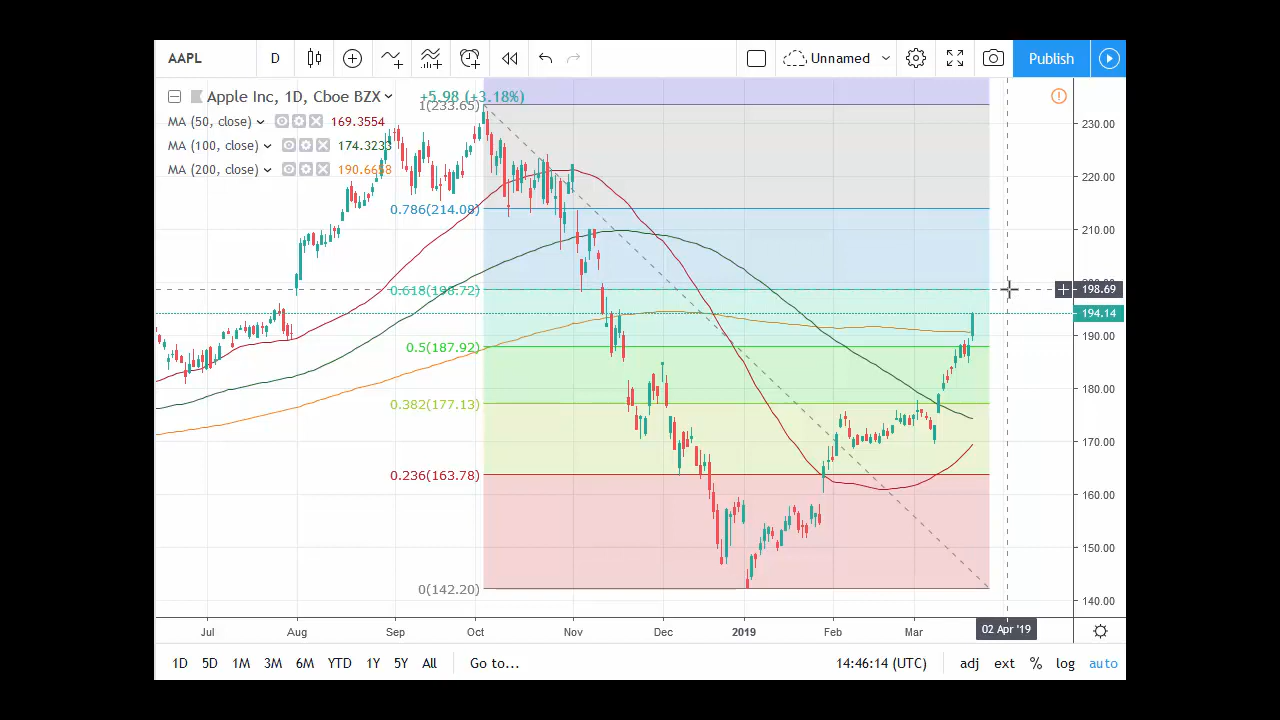 AAPL D Unnamed Publish
Apple Inc, 1D, Cboe BZX +5.98 (+3.18%)
1(233.65)
MA (50, close) 169.3554
MA (100, close) 174.3233
MA (200, close) 190.6658
0.786(214.08)
0.618(198.72)
0.5(187.92)
0.382(177.13)
0.236(163.78)
0(142.20)
230.00
220.00
210.00
200.00
198.69
194.14
190.00
180.00
170.00
160.00
150.00
140.00
Jul Aug Sep Oct Nov Dec 2019 Feb Mar 02 Apr '19
1D 5D 1M 3M 6M YTD 1Y 5Y All Go to... 14:46:14 (UTC) adj ext % log auto